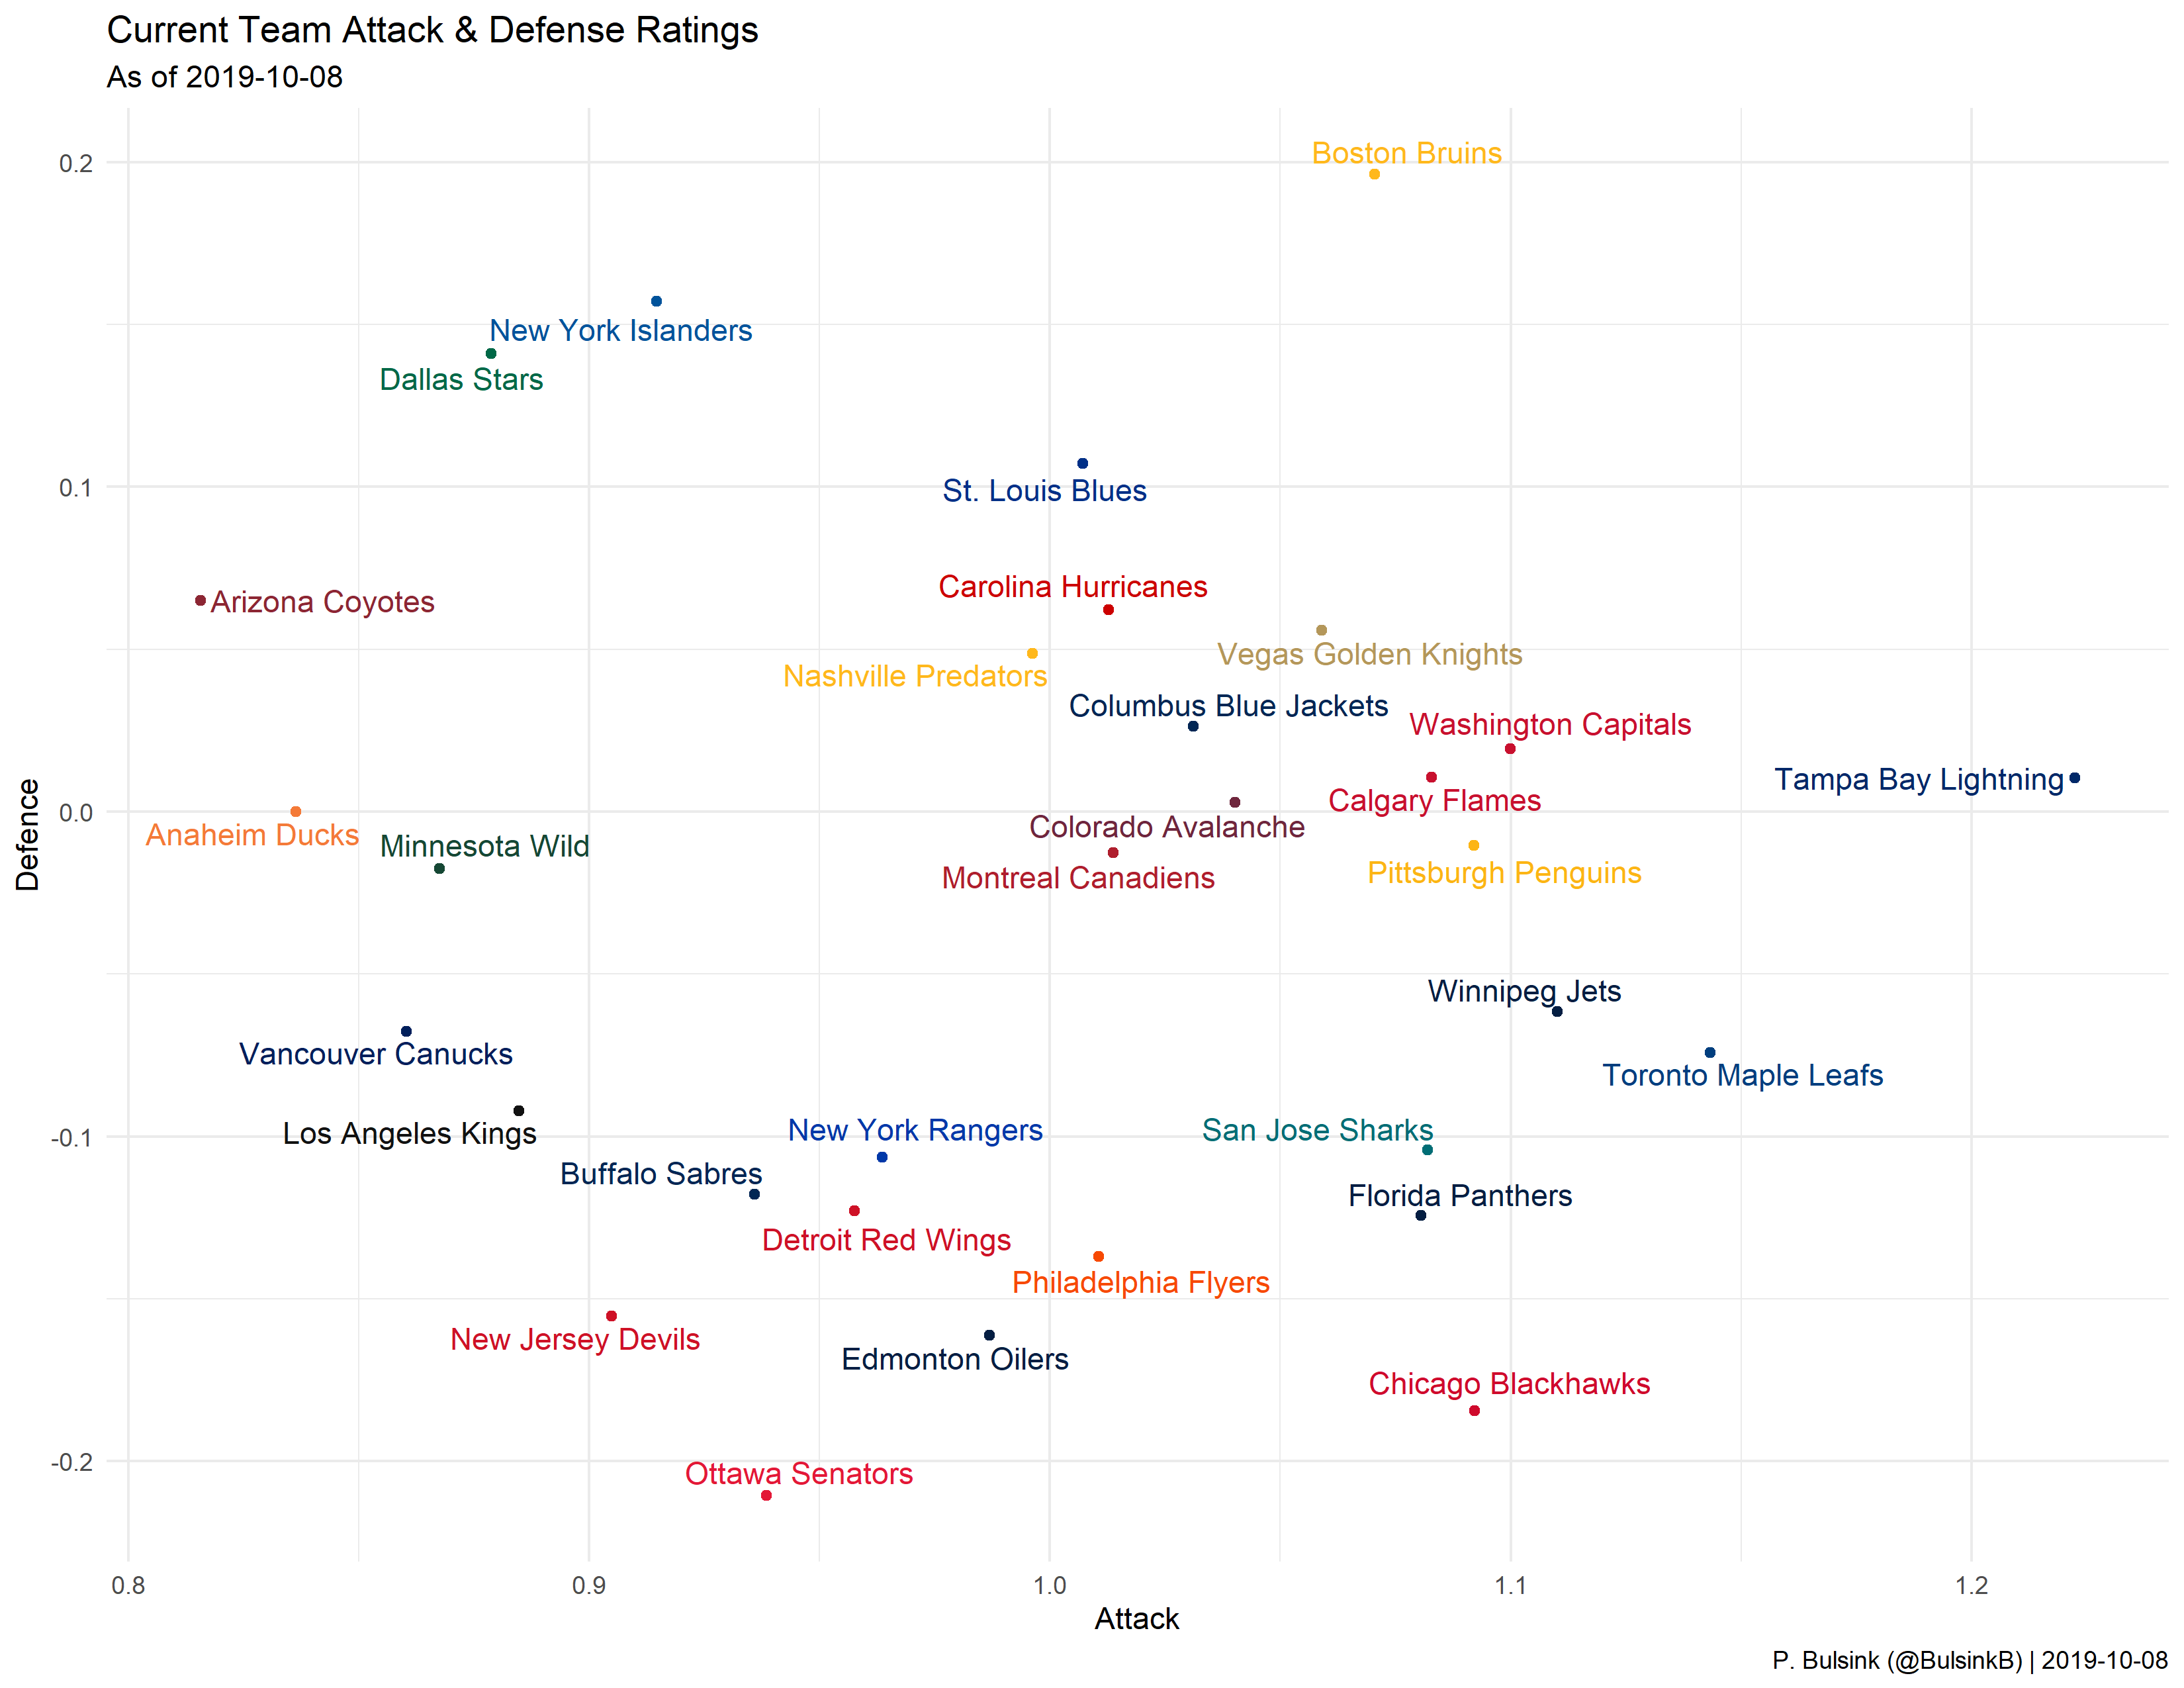 Current Team Attack & Defense Ratings
As of 2019-10-08
Defence
0.2
0.1
0.0
-0.1
-0.2
Boston Bruins
New York Islanders
Dallas Stars
St. Louis Blues
Carolina Hurricanes
Arizona Coyotes
Vegas Golden Knights
Nashville Predators
Columbus Blue Jackets
Washington Capitals
Tampa Bay Lightning
Calgary Flames
Colorado Avalanche
Anaheim Ducks
Minnesota Wild
Pittsburgh Penguins
Montreal Canadiens
Winnipeg Jets
Vancouver Canucks
Toronto Maple Leafs
New York Rangers
San Jose Sharks
Los Angeles Kings
Buffalo Sabres
Florida Panthers
Detroit Red Wings
Philadelphia Flyers
New Jersey Devils
Edmonton Oilers
Chicago Blackhawks
Ottawa Senators
0.8
0.9
1.0
1.1
1.2
Attack
P. Bulsink (@BulsinkB) | 2019-10-08